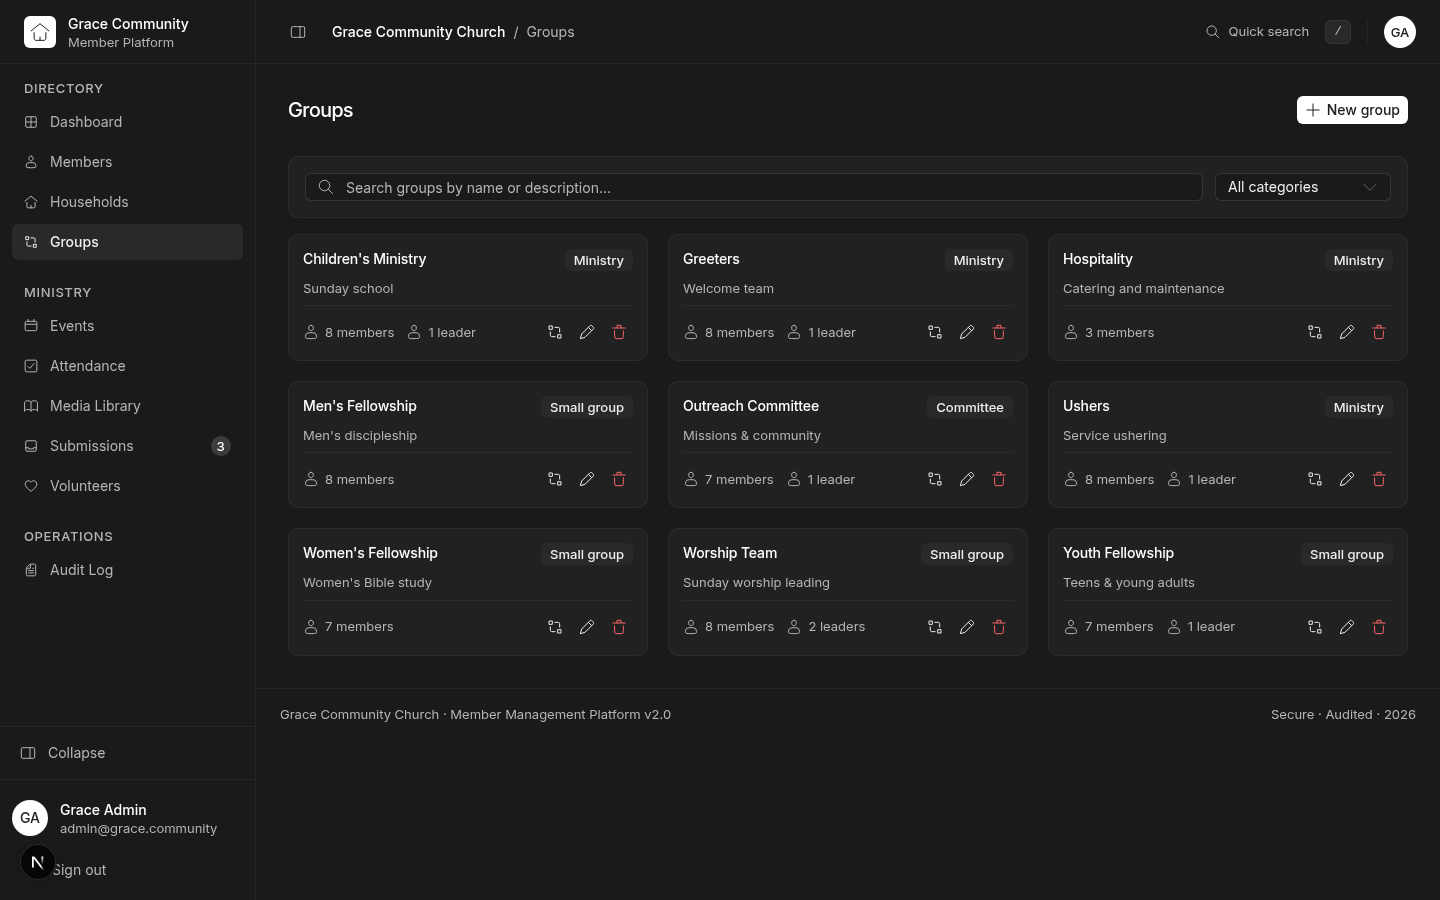 Grace Community
Member Platform
DIRECTORY
Dashboard
Members
Households
Groups
MINISTRY
Events
Attendance
Media Library
Submissions 3
Volunteers
OPERATIONS
Audit Log
Collapse
GA
Grace Admin
admin@grace.community
N
Sign out
Grace Community Church / Groups
Quick search /
GA
Groups
New group
Search groups by name or description...
All categories
Children's Ministry Ministry
Sunday school
8 members 1 leader
Greeters Ministry
Welcome team
8 members 1 leader
Hospitality Ministry
Catering and maintenance
3 members
Men's Fellowship Small group
Men's discipleship
8 members
Outreach Committee Committee
Missions & community
7 members 1 leader
Ushers Ministry
Service ushering
8 members 1 leader
Women's Fellowship Small group
Women's Bible study
7 members
Worship Team Small group
Sunday worship leading
8 members 2 leaders
Youth Fellowship Small group
Teens & young adults
7 members 1 leader
Grace Community Church · Member Management Platform v2.0
Secure · Audited · 2026